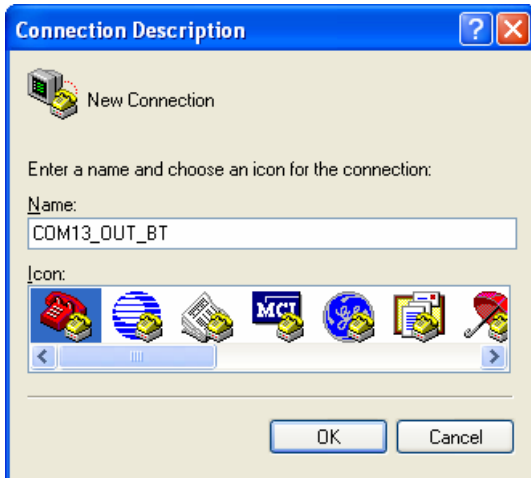 Connection Description
New Connection
Enter a name and choose an icon for the connection:
Name:
COM13_OUT_BT
Icon:
MCI
OK Cancel